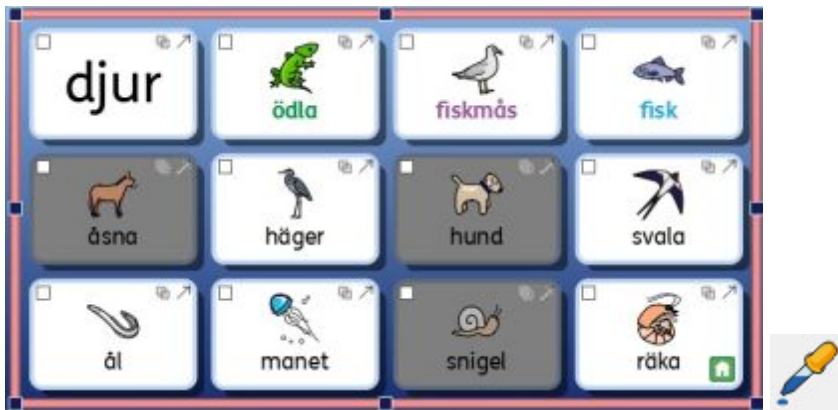 djur
ödla
fiskmås
fisk
åsna
häger
hund
svala
ål
manet
snigel
räka